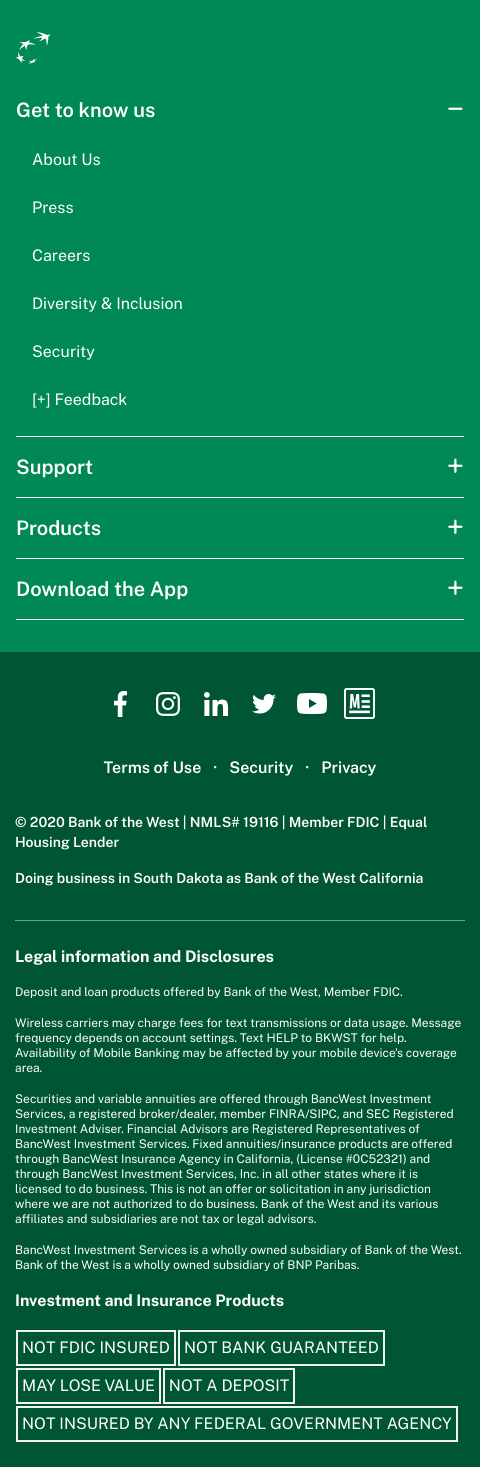 Get to know us
About Us
Press
Careers
Diversity & Inclusion
Security
[+] Feedback
Support
Products
Download the App
ME
Terms of Use · Security · Privacy
© 2020 Bank of the West | NMLS# 19116 | Member FDIC | Equal
Housing Lender
Doing business in South Dakota as Bank of the West California
Legal information and Disclosures
Deposit and loan products offered by Bank of the West, Member FDIC.
Wireless carriers may charge fees for text transmissions or data usage. Message
frequency depends on account settings. Text HELP to BKWST for help.
Availability of Mobile Banking may be affected by your mobile device's coverage
area.
Securities and variable annuities are offered through BancWest Investment
Services, a registered broker/dealer, member FINRA/SIPC, and SEC Registered
Investment Adviser. Financial Advisors are Registered Representatives of
BancWest Investment Services. Fixed annuities/insurance products are offered
through BancWest Insurance Agency in California, (License #0C52321) and
through BancWest Investment Services, Inc. in all other states where it is
licensed to do business. This is not an offer or solicitation in any jurisdiction
where we are not authorized to do business. Bank of the West and its various
affiliates and subsidiaries are not tax or legal advisors.
BancWest Investment Services is a wholly owned subsidiary of Bank of the West.
Bank of the West is a wholly owned subsidiary of BNP Paribas.
Investment and Insurance Products
NOT FDIC INSURED NOT BANK GUARANTEED
MAY LOSE VALUE NOT A DEPOSIT
NOT INSURED BY ANY FEDERAL GOVERNMENT AGENCY